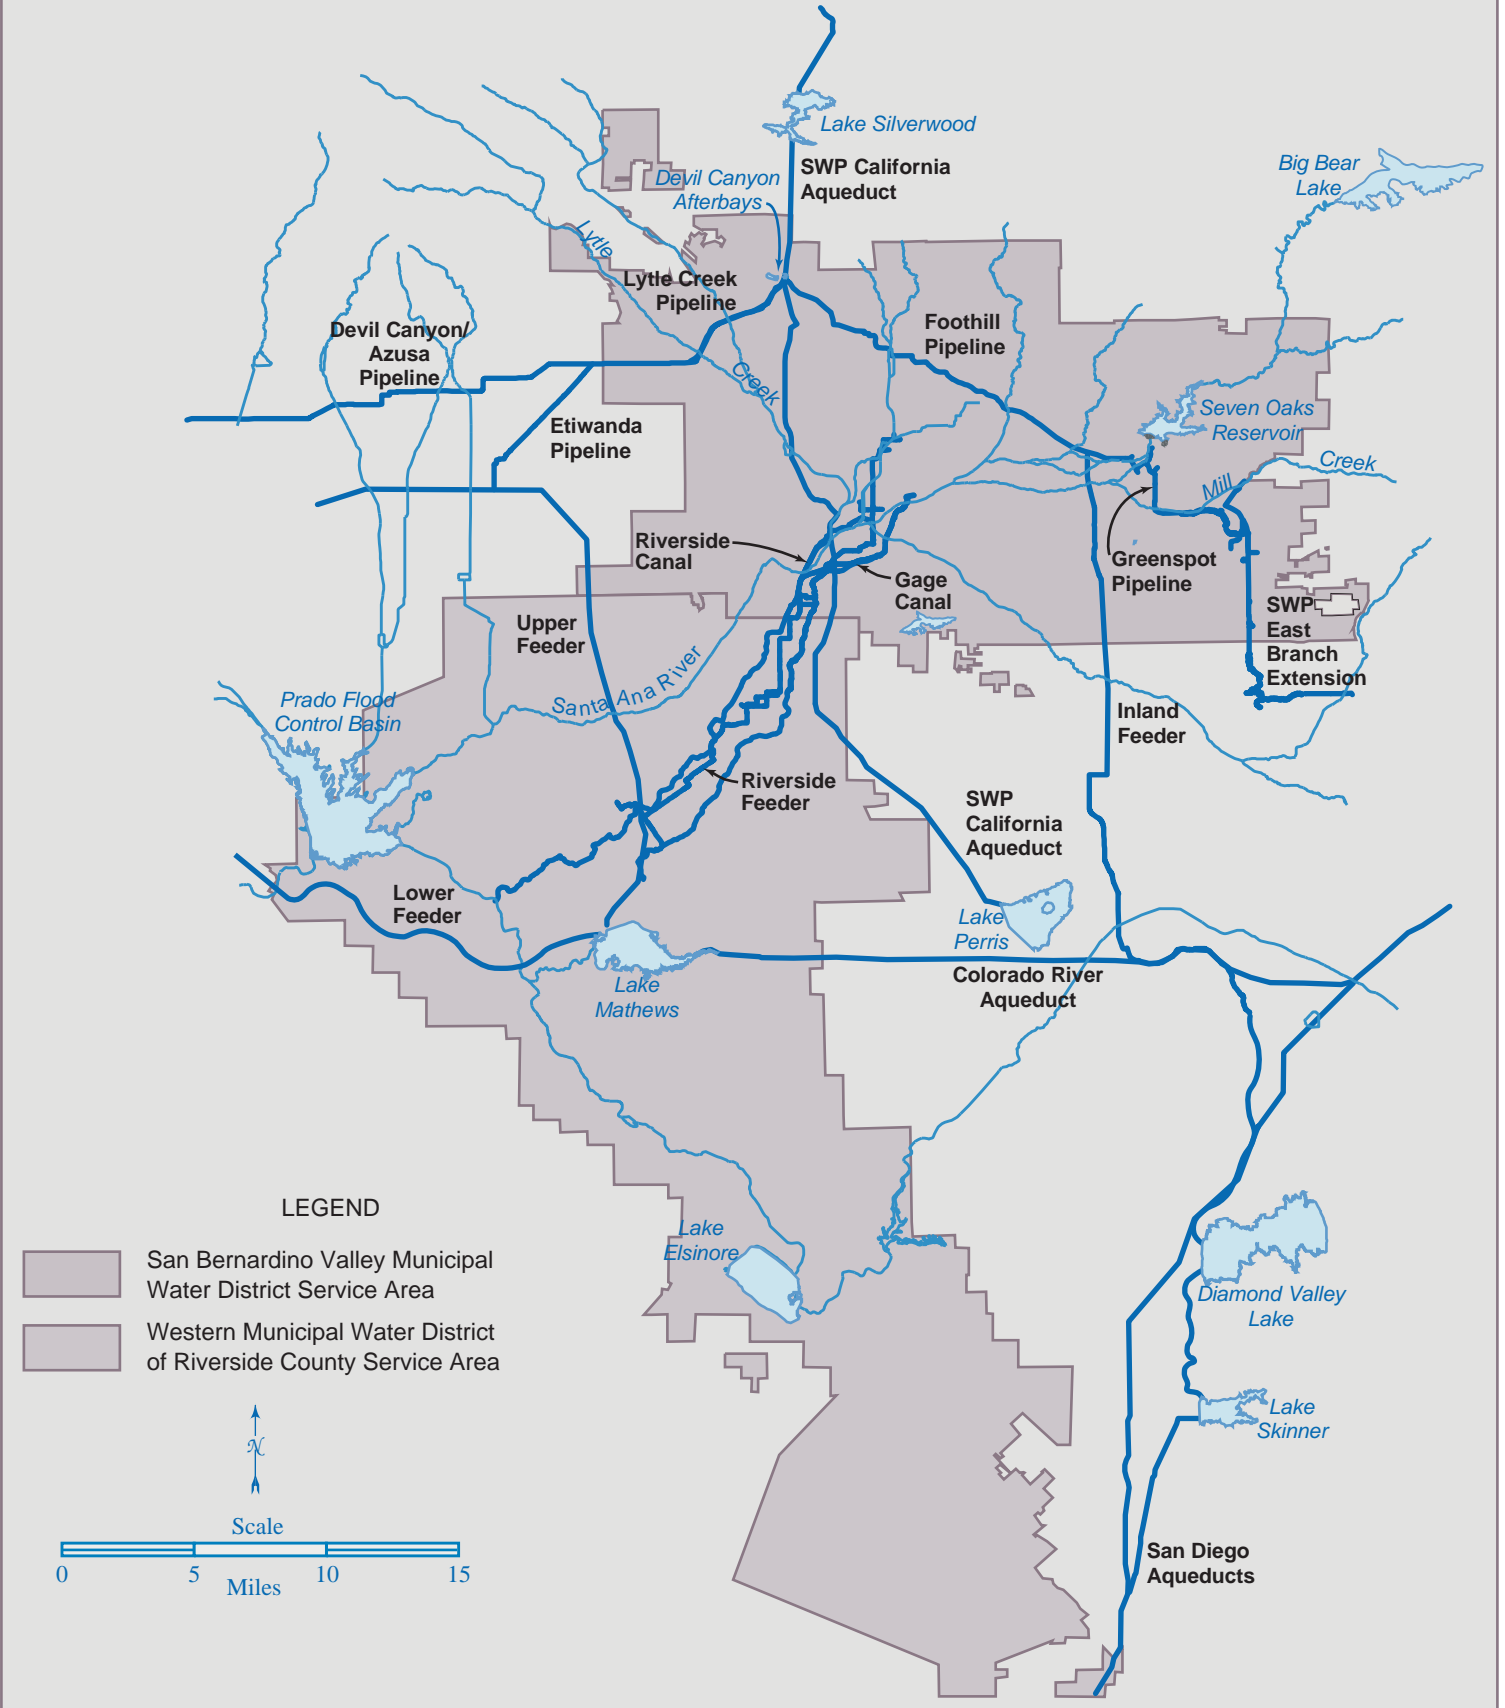 Lake Silverwood
SWP California
Aqueduct
Devil Canyon
Afterbays
Big Bear
Lake
Lytle
Creek
Lytle Creek
Pipeline
Foothill
Pipeline
Devil Canyon/
Azusa
Pipeline
Etiwanda
Pipeline
Seven Oaks
Reservoir
Mill
Creek
Riverside
Canal
Gage
Canal
Greenspot
Pipeline
SWP
East
Branch
Extension
Upper
Feeder
Santa Ana River
Prado Flood
Control Basin
Inland
Feeder
Riverside
Feeder
SWP
California
Aqueduct
Lower
Feeder
Lake
Perris
Colorado River
Aqueduct
Lake
Mathews
LEGEND
San Bernardino Valley Municipal
Water District Service Area
Western Municipal Water District
of Riverside County Service Area
Lake
Elsinore
Diamond Valley
Lake
Lake
Skinner
N
Scale
0 5 10 15
Miles
San Diego
Aqueducts